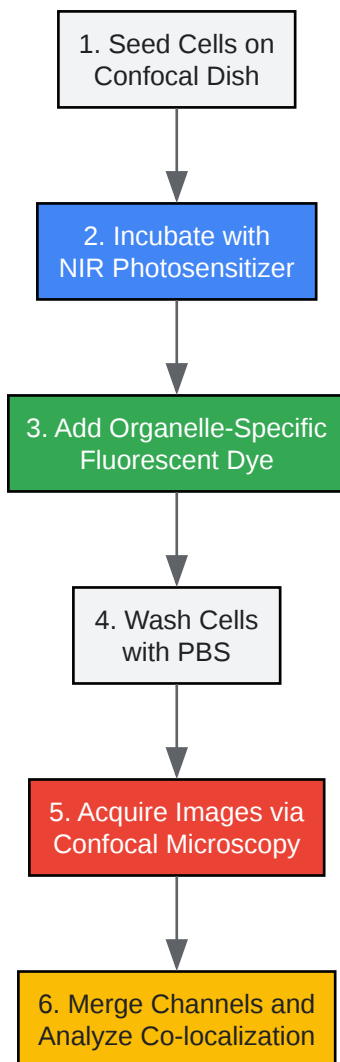 1. Seed Cells on
Confocal Dish
2. Incubate with
NIR Photosensitizer
3. Add Organelle-Specific
Fluorescent Dye
4. Wash Cells
with PBS
5. Acquire Images via
Confocal Microscopy
6. Merge Channels and
Analyze Co-localization